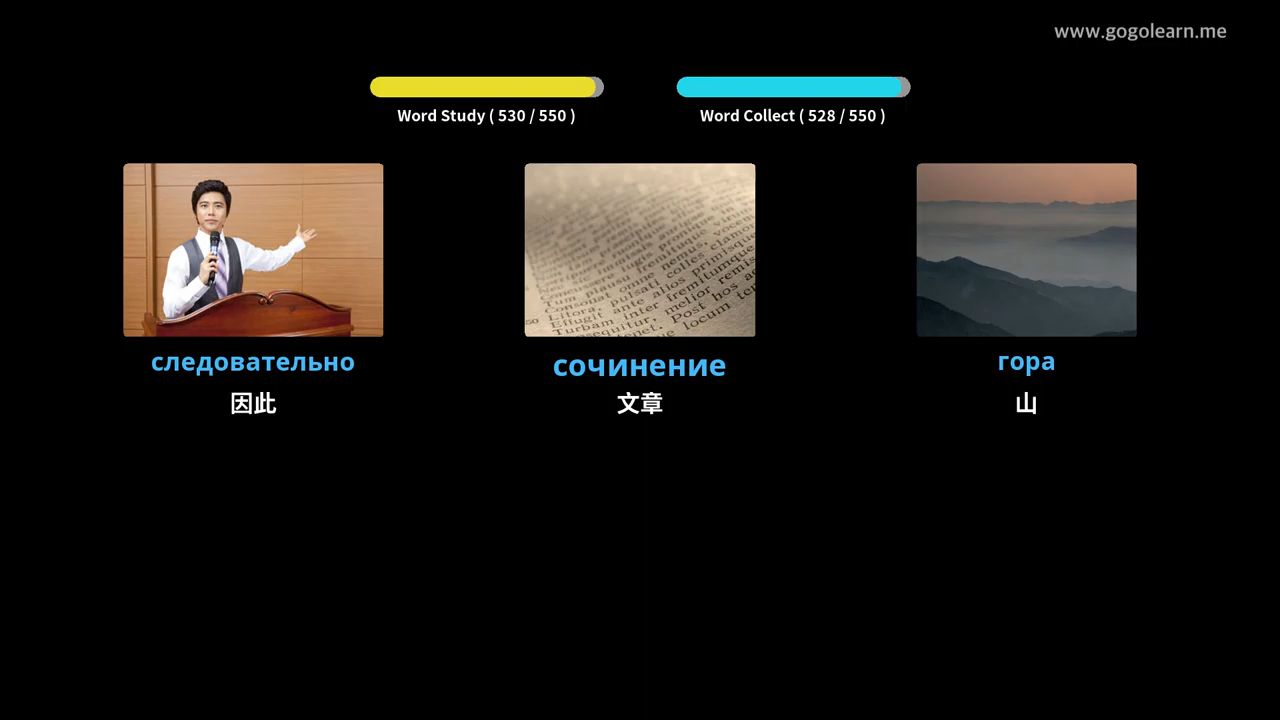 www.gogolearn.me
Word Study ( 530 / 550 )
Word Collect ( 528 / 550 )
следовательно
因此
сочинение
文章
гора
山